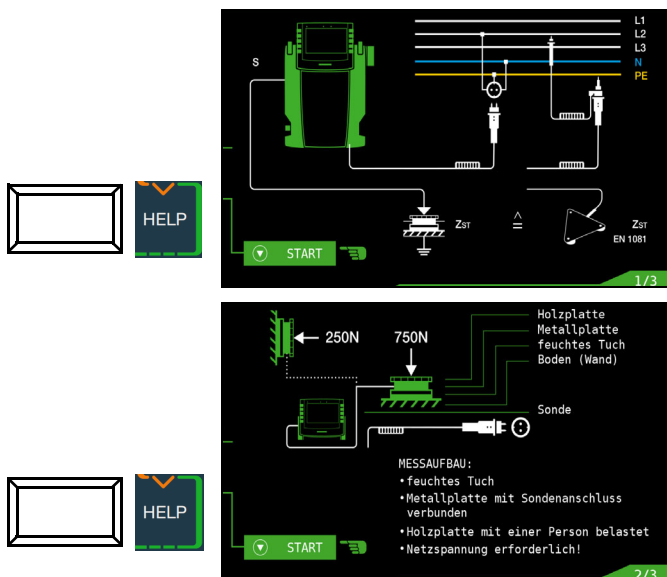 L1
L2
L3
N
PE
S
HELP
ZST
≙
ZST
EN 1081
START
1/3
Holzplatte
Metallplatte
feuchtes Tuch
Boden (Wand)
250N
750N
Sonde
MESSAUFBAU:
•feuchtes Tuch
•Metallplatte mit Sondenanschluss
verbunden
•Holzplatte mit einer Person belastet
•Netzspannung erforderlich!
HELP
START
2/3